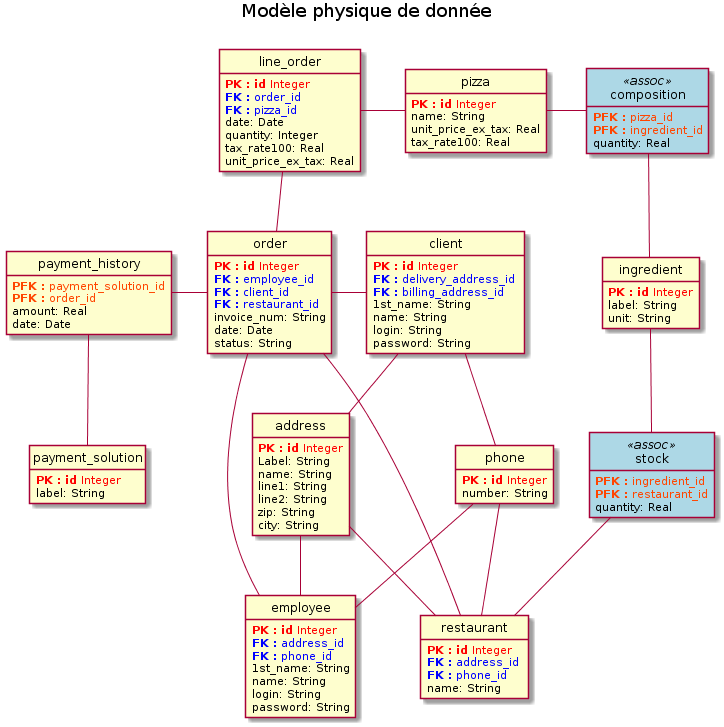 Modèle physique de donnée
line_order
PK : id Integer
FK : order_id
FK : pizza_id
date: Date
quantity: Integer
tax_rate100: Real
unit_price_ex_tax: Real
pizza
PK : id Integer
name: String
unit_price_ex_tax: Real
tax_rate100: Real
«assoc»
composition
PFK : pizza_id
PFK : ingredient_id
quantity: Real
payment_history
PFK : payment_solution_id
PFK : order_id
amount: Real
date: Date
order
PK : id Integer
FK : employee_id
FK : client_id
FK : restaurant_id
invoice_num: String
date: Date
status: String
client
PK : id Integer
FK : delivery_address_id
FK : billing_address_id
1st_name: String
name: String
login: String
password: String
ingredient
PK : id Integer
label: String
unit: String
payment_solution
PK : id Integer
label: String
address
PK : id Integer
Label: String
name: String
line1: String
line2: String
zip: String
city: String
phone
PK : id Integer
number: String
«assoc»
stock
PFK : ingredient_id
PFK : restaurant_id
quantity: Real
employee
PK : id Integer
FK : address_id
FK : phone_id
1st_name: String
name: String
login: String
password: String
restaurant
PK : id Integer
FK : address_id
FK : phone_id
name: String